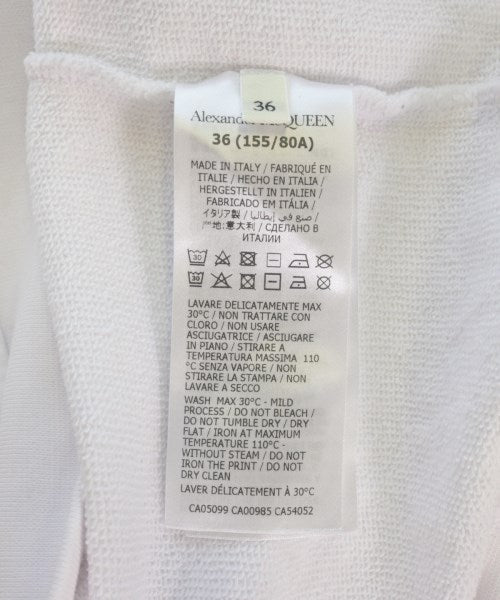 36
Alexander McQUEEN
36 (155/80A)
MADE IN ITALY / FABRIQUÉ EN
ITALIE / HECHO EN ITALIA /
HERGESTELLT IN ITALIEN /
FABRICADO EM ITÁLIA /
イタリア製 / صنع في إيطاليا /
地:意大利 / СДЕЛАНО В
ИТАЛИИ
30
30
LAVARE DELICATAMENTE MAX
30°C / NON TRATTARE CON
CLORO / NON USARE
ASCIUGATRICE / ASCIUGARE
IN PIANO / STIRARE A
TEMPERATURA MASSIMA 110
°C SENZA VAPORE / NON
STIRARE LA STAMPA / NON
LAVARE A SECCO
WASH MAX 30°C - MILD
PROCESS / DO NOT BLEACH /
DO NOT TUMBLE DRY / DRY
FLAT / IRON AT MAXIMUM
TEMPERATURE 110°C -
WITHOUT STEAM / DO NOT
IRON THE PRINT / DO NOT
DRY CLEAN
LAVER DÉLICATEMENT À 30°C
CA05099 CA00985 CA54052